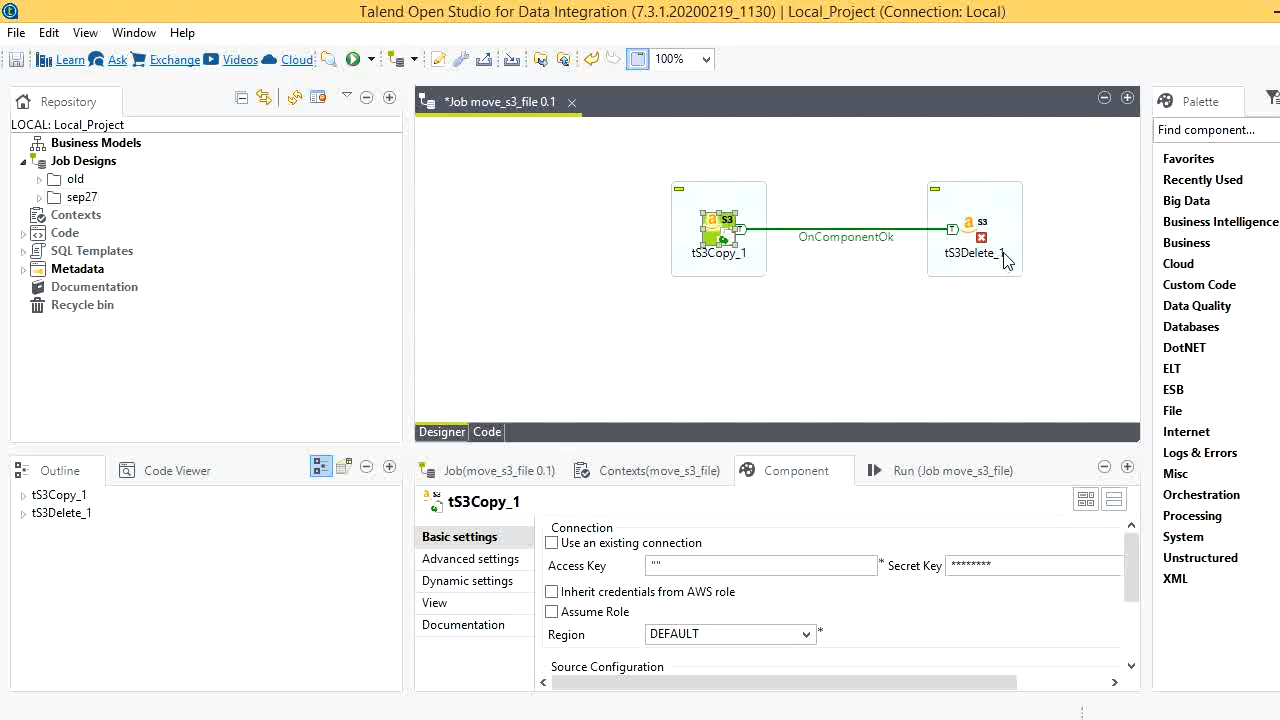 Talend Open Studio for Data Integration (7.3.1.20200219_1130) | Local_Project (Connection: Local)
File Edit View Window Help
Learn Ask Exchange Videos Cloud 100%
Repository
LOCAL: Local_Project
Business Models
Job Designs
old
sep27
Contexts
Code
SQL Templates
Metadata
Documentation
Recycle bin
*Job move_s3_file 0.1
S3
tS3Copy_1
OnComponentOk
S3
tS3Delete_1
Designer Code
Palette
Find component...
Favorites
Recently Used
Big Data
Business Intelligence
Business
Cloud
Custom Code
Data Quality
Databases
DotNET
ELT
ESB
File
Internet
Logs & Errors
Misc
Orchestration
Processing
System
Unstructured
XML
Outline Code Viewer
tS3Copy_1
tS3Delete_1
Job(move_s3_file 0.1) Contexts(move_s3_file) Component Run (Job move_s3_file)
tS3Copy_1
Basic settings
Advanced settings
Dynamic settings
View
Documentation
Connection
Use an existing connection
Access Key "" * Secret Key ********
Inherit credentials from AWS role
Assume Role
Region DEFAULT *
Source Configuration